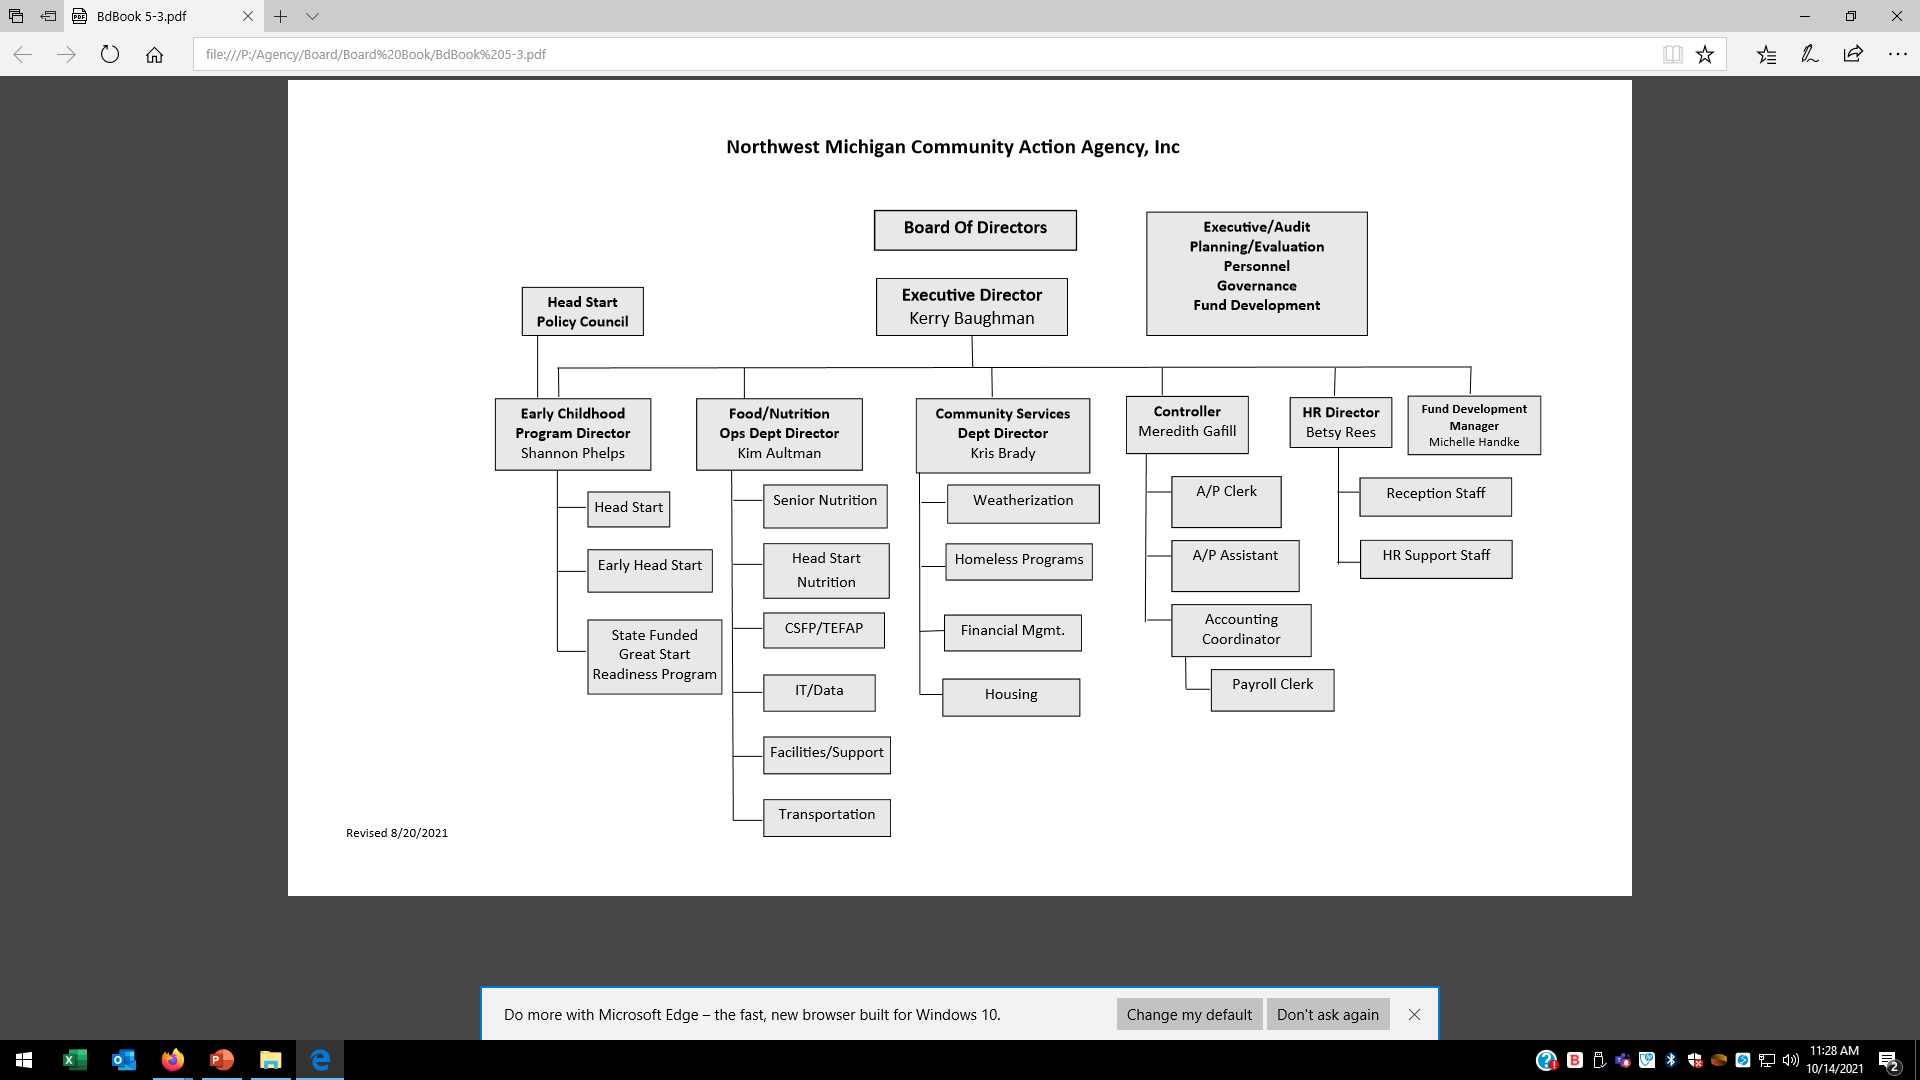 BdBook 5-3.pdf
file:///P:/Agency/Board/Board%20Book/BdBook%205-3.pdf
Northwest Michigan Community Action Agency, Inc
Board Of Directors
Executive/Audit
Planning/Evaluation
Personnel
Governance
Fund Development
Executive Director
Kerry Baughman
Head Start
Policy Council
Early Childhood
Program Director
Shannon Phelps
Food/Nutrition
Ops Dept Director
Kim Aultman
Community Services
Dept Director
Kris Brady
Controller
Meredith Gafill
HR Director
Betsy Rees
Fund Development
Manager
Michelle Handke
Head Start
Early Head Start
State Funded
Great Start
Readiness Program
Senior Nutrition
Head Start
Nutrition
CSFP/TEFAP
IT/Data
Facilities/Support
Transportation
Weatherization
Homeless Programs
Financial Mgmt.
Housing
A/P Clerk
A/P Assistant
Accounting
Coordinator
Payroll Clerk
Reception Staff
HR Support Staff
Revised 8/20/2021
Do more with Microsoft Edge – the fast, new browser built for Windows 10.
Change my default
Don't ask again
11:28 AM
10/14/2021
2